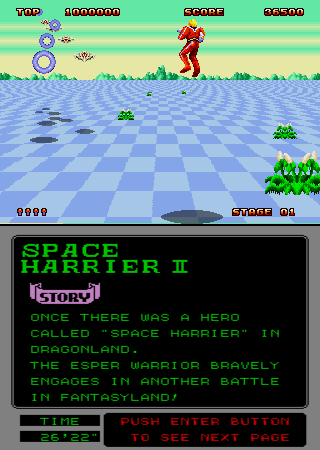 TOP 1000000 SCORE 36500
STAGE 01
SPACE
HARRIER II
STORY
ONCE THERE WAS A HERO
CALLED "SPACE HARRIER" IN
DRAGONLAND.
THE ESPER WARRIOR BRAVELY
ENGAGES IN ANOTHER BATTLE
IN FANTASYLAND!
TIME
26'22"
PUSH ENTER BUTTON
TO SEE NEXT PAGE